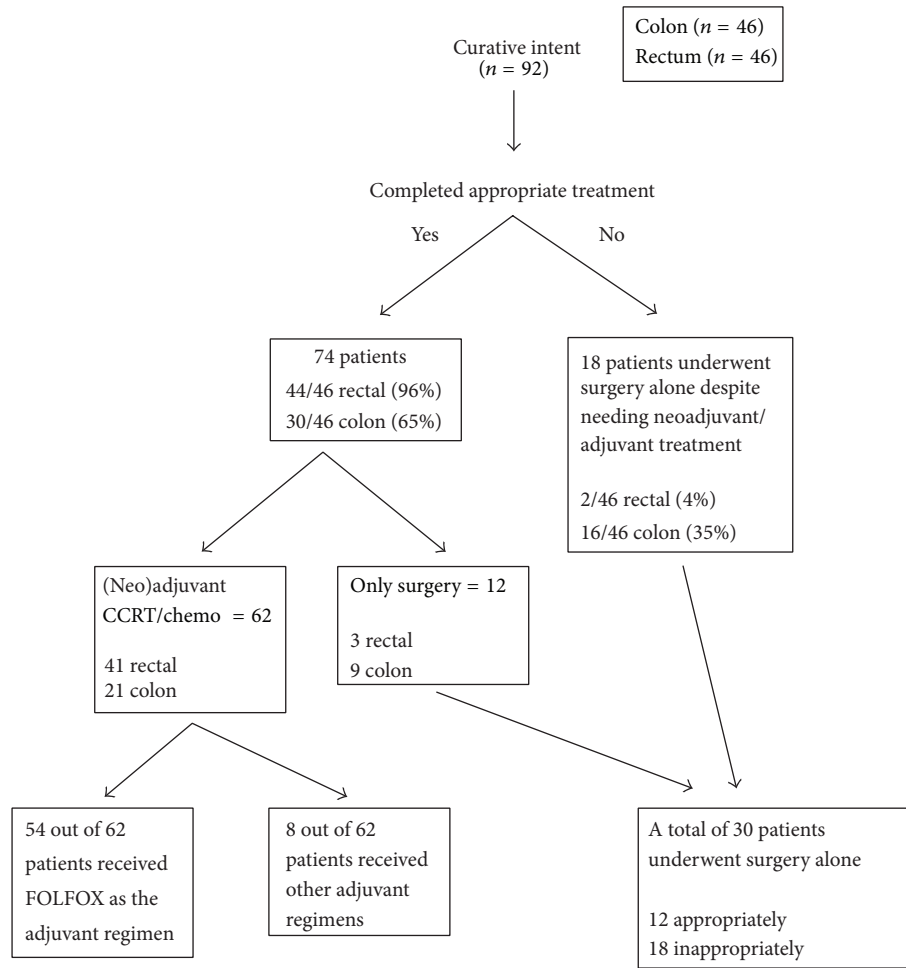 Curative intent
(n = 92)
Colon (n = 46)
Rectum (n = 46)
Completed appropriate treatment
Yes
No
74 patients
44/46 rectal (96%)
30/46 colon (65%)
18 patients underwent
surgery alone despite
needing neoadjuvant/
adjuvant treatment
2/46 rectal (4%)
16/46 colon (35%)
(Neo)adjuvant
CCRT/chemo = 62
41 rectal
21 colon
Only surgery = 12
3 rectal
9 colon
54 out of 62
patients received
FOLFOX as the
adjuvant regimen
8 out of 62
patients received
other adjuvant
regimens
A total of 30 patients
underwent surgery alone
12 appropriately
18 inappropriately